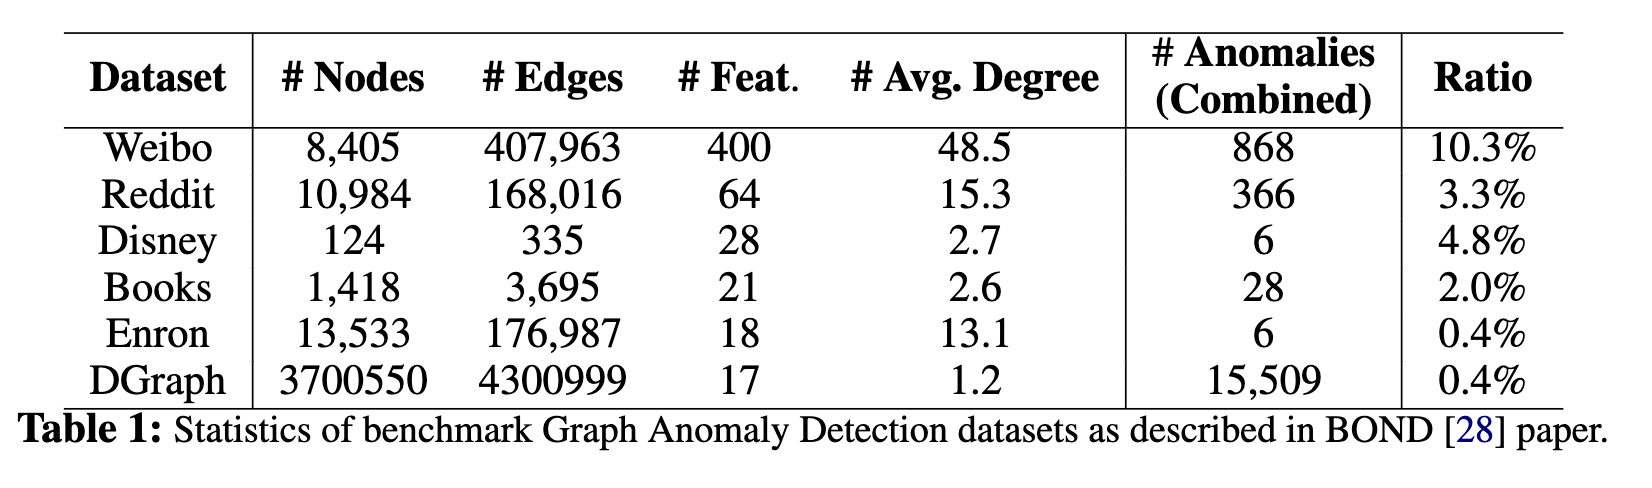 Dataset # Nodes # Edges # Feat. # Avg. Degree # Anomalies (Combined) Ratio
Weibo 8,405 407,963 400 48.5 868 10.3%
Reddit 10,984 168,016 64 15.3 366 3.3%
Disney 124 335 28 2.7 6 4.8%
Books 1,418 3,695 21 2.6 28 2.0%
Enron 13,533 176,987 18 13.1 6 0.4%
DGraph 3700550 4300999 17 1.2 15,509 0.4%
Table 1: Statistics of benchmark Graph Anomaly Detection datasets as described in BOND [28] paper.